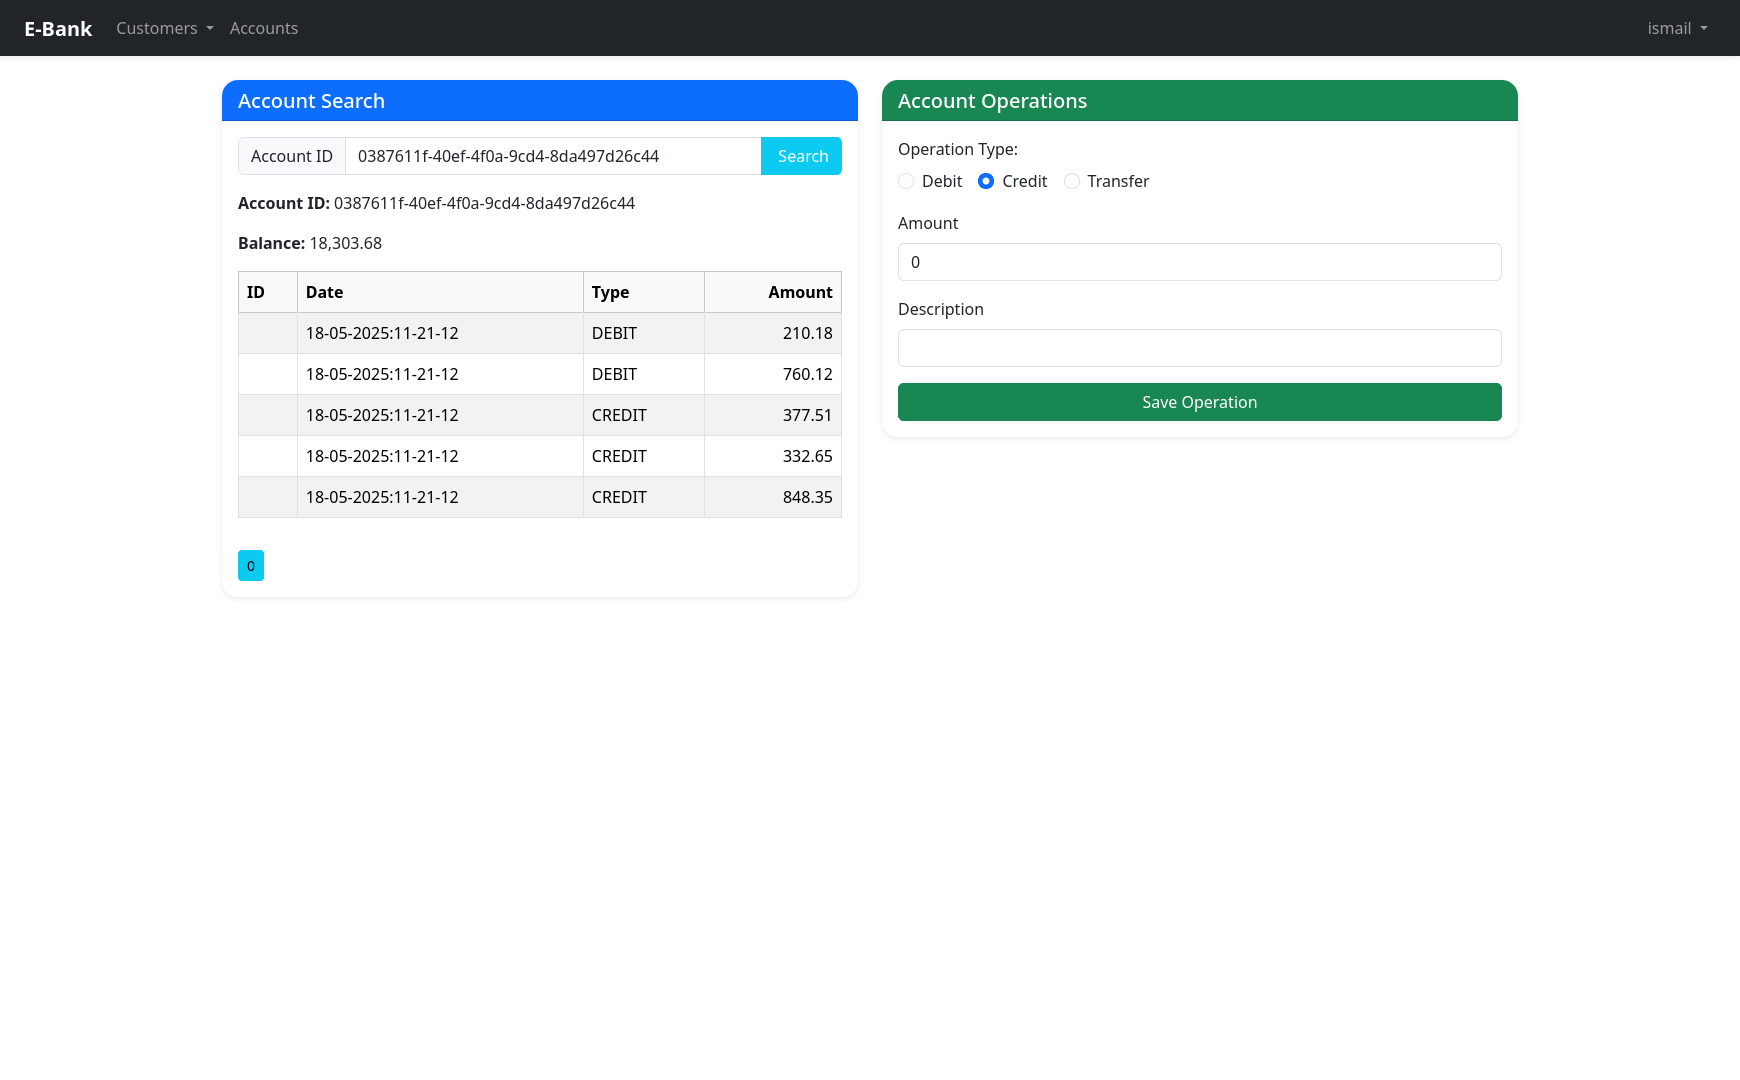 E-Bank Customers Accounts ismail
Account Search
Account ID 0387611f-40ef-4f0a-9cd4-8da497d26c44 Search
Account ID: 0387611f-40ef-4f0a-9cd4-8da497d26c44
Balance: 18,303.68
ID Date Type Amount
18-05-2025:11-21-12 DEBIT 210.18
18-05-2025:11-21-12 DEBIT 760.12
18-05-2025:11-21-12 CREDIT 377.51
18-05-2025:11-21-12 CREDIT 332.65
18-05-2025:11-21-12 CREDIT 848.35
0
Account Operations
Operation Type:
Debit Credit Transfer
Amount
0
Description
Save Operation